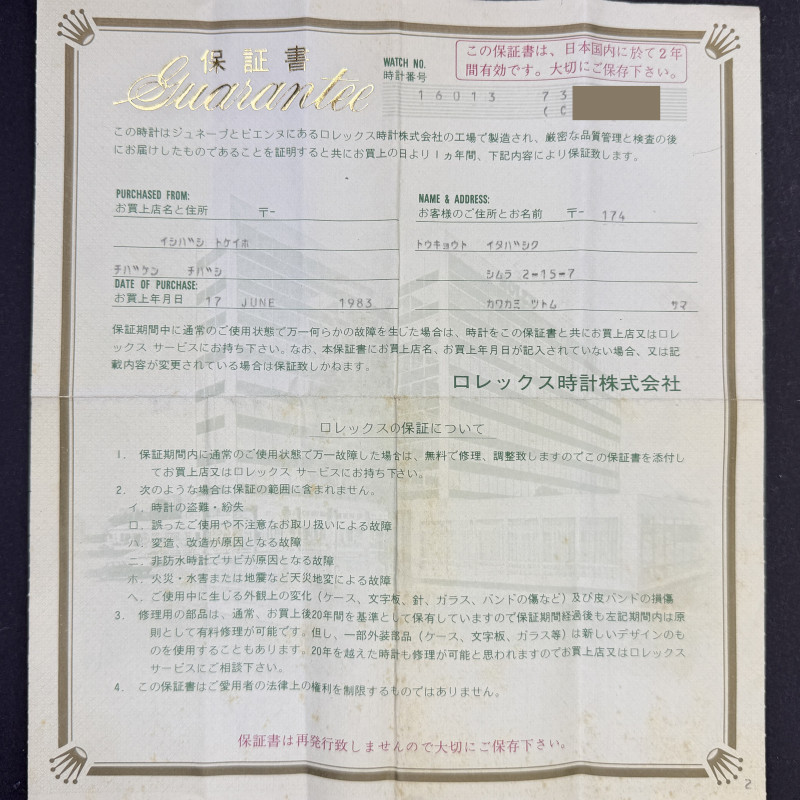 保証書
Guarantee
WATCH NO.
時計番号
この保証書は、日本国内に於て2年
間有効です。大切にご保存下さい。
16013 73
(C
この時計はジュネーブとビエンヌにあるロレックス時計株式会社の工場で製造され、厳密な品質管理と検査の後
にお届けしたものであることを証明すると共にお買上の日より1ヵ年間、下記内容により保証致します。
PURCHASED FROM:
お買上店名と住所 〒-
イシバシ トケイホ
チバケン チバシ
DATE OF PURCHASE:
お買上年月日 17 JUNE 1983
NAME & ADDRESS:
お客様のご住所とお名前 〒- 174
トウキョウト イタバシク
シムラ 2-15-7
カワカミ ツトム サマ
保証期間中に通常のご使用状態で万一何らかの故障を生じた場合は、時計をこの保証書と共にお買上店又はロレ
ックス サービスにお持ち下さい。なお、本保証書にお買上店名、お買上年月日が記入されていない場合、又は記
載内容が変更されている場合は保証致しかねます。
ロレックス時計株式会社
ロレックスの保証について
1. 保証期間内に通常のご使用状態で万一故障した場合は、無料で修理、調整致しますのでこの保証書を添付し
てお買上店又はロレックス サービスにお持ち下さい。
2. 次のような場合は保証の範囲に含まれません。
イ. 時計の盗難・紛失
ロ. 誤ったご使用や不注意なお取り扱いによる故障
ハ. 変造、改造が原因となる故障
ニ. 非防水時計でサビが原因となる故障
ホ. 火災・水害または地震など天災地変による故障
ヘ. ご使用中に生じる外観上の変化（ケース、文字板、針、ガラス、バンドの傷など）及び皮バンドの損傷
3. 修理用の部品は、通常、お買上後20年間を基準として保有していますので保証期間経過後も左記期間内は原
則として有料修理が可能です。但し、一部外装部品（ケース、文字板、ガラス等）は新しいデザインのも
のを使用することもあります。20年を越えた時計も修理が可能と思われますのでお買上店又はロレックス
サービスにご相談下さい。
4. この保証書はご愛用者の法律上の権利を制限するものではありません。
保証書は再発行致しませんので大切にご保存下さい。
2